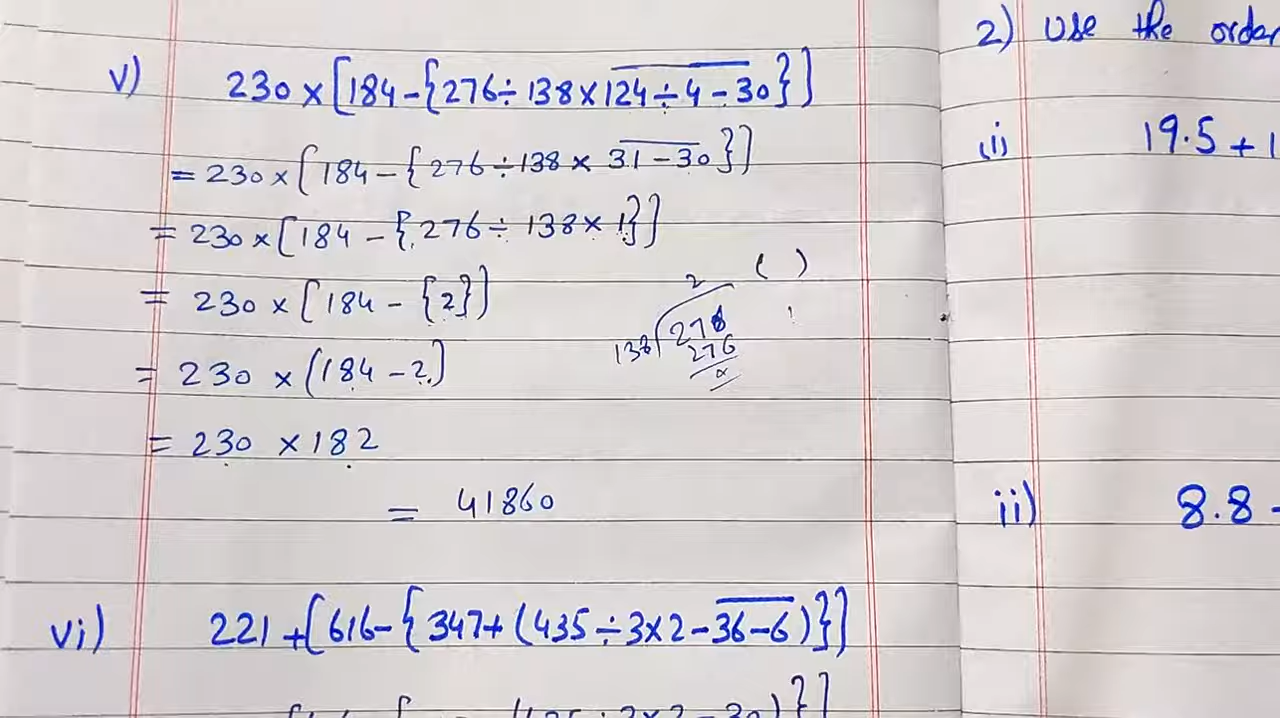 v) 230 × [184 - {276 ÷ 138 × 124 ÷ 4 - 30}]
= 230 × [184 - {276 ÷ 138 × 31 - 30}]
= 230 × [184 - {276 ÷ 138 × 1}]
= 230 × [184 - {2}]
( )
2
138 276
276
×
= 230 × (184 - 2)
= 230 × 182
= 41860
vi) 221 + [616 - {347 + (435 ÷ 3 × 2 - 36 - 6)}]
2) Use the order
(i) 19.5 + 1
ii) 8.8 -